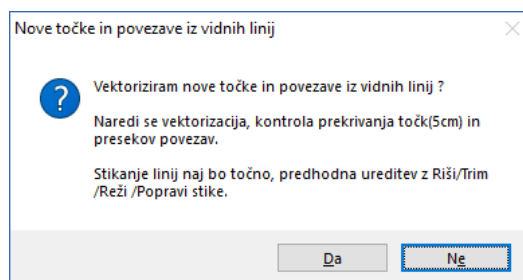 Nove točke in povezave iz vidnih linij
Vektoriziram nove točke in povezave iz vidnih linij ?
Naredi se vektorizacija, kontrola prekrivanja točk(5cm) in
presekov povezav.
Stikanje linij naj bo točno, predhodna ureditev z Riši/Trim
/Reži /Popravi stike.
Da
Ne